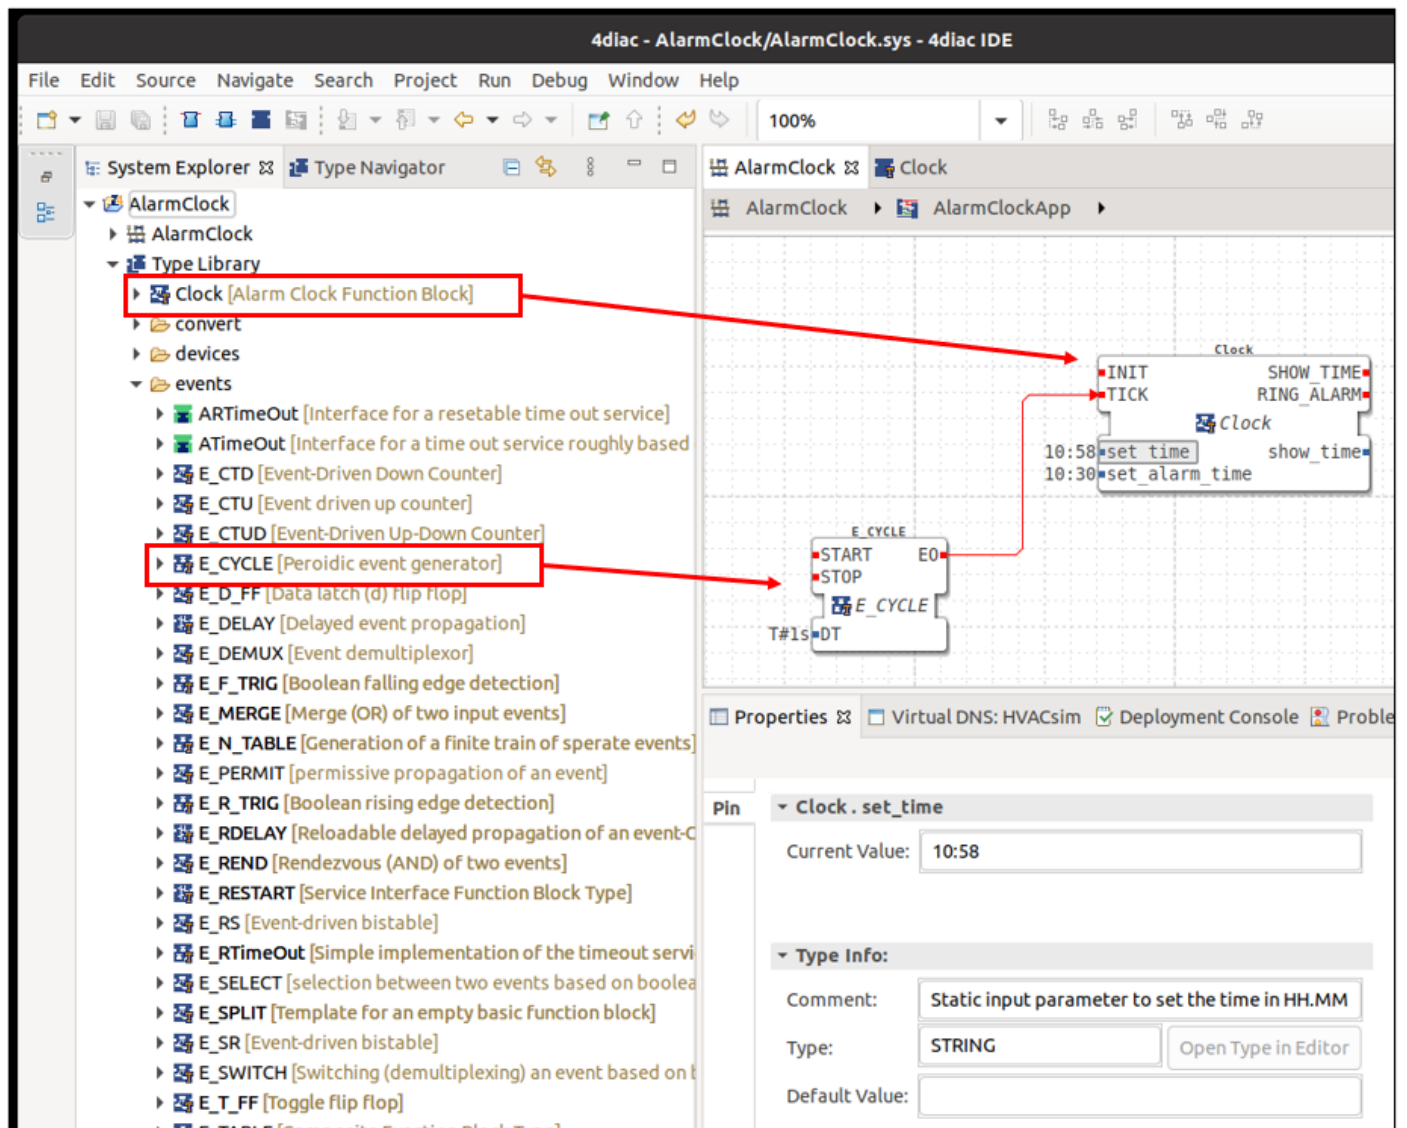 4diac - AlarmClock/AlarmClock.sys - 4diac IDE
File Edit Source Navigate Search Project Run Debug Window Help
100%
System Explorer Type Navigator
AlarmClock
AlarmClock
Type Library
Clock [Alarm Clock Function Block]
convert
devices
events
ARTimeOut [Interface for a resetable time out service]
ATimeOut [Interface for a time out service roughly based
E_CTD [Event-Driven Down Counter]
E_CTU [Event driven up counter]
E_CTUD [Event-Driven Up-Down Counter]
E_CYCLE [Peroidic event generator]
E_D_FF [Data latch (d) flip flop]
E_DELAY [Delayed event propagation]
E_DEMUX [Event demultiplexor]
E_F_TRIG [Boolean falling edge detection]
E_MERGE [Merge (OR) of two input events]
E_N_TABLE [Generation of a finite train of sperate events]
E_PERMIT [permissive propagation of an event]
E_R_TRIG [Boolean rising edge detection]
E_RDELAY [Reloadable delayed propagation of an event-C
E_REND [Rendezvous (AND) of two events]
E_RESTART [Service Interface Function Block Type]
E_RS [Event-driven bistable]
E_RTimeOut [Simple implementation of the timeout servi
E_SELECT [selection between two events based on boolea
E_SPLIT [Template for an empty basic function block]
E_SR [Event-driven bistable]
E_SWITCH [Switching (demultiplexing) an event based on b
E_T_FF [Toggle flip flop]
E_TABLE [Composite Function Block Type]
AlarmClock Clock
AlarmClock AlarmClockApp
Clock
INIT SHOW_TIME
TICK RING_ALARM
Clock
10:58 set_time show_time
10:30 set_alarm_time
E_CYCLE
START EO
STOP
E_CYCLE
T#1s DT
Properties Virtual DNS: HVACsim Deployment Console Proble
Pin
Clock . set_time
Current Value: 10:58
Type Info:
Comment: Static input parameter to set the time in HH.MM
Type: STRING Open Type in Editor
Default Value: